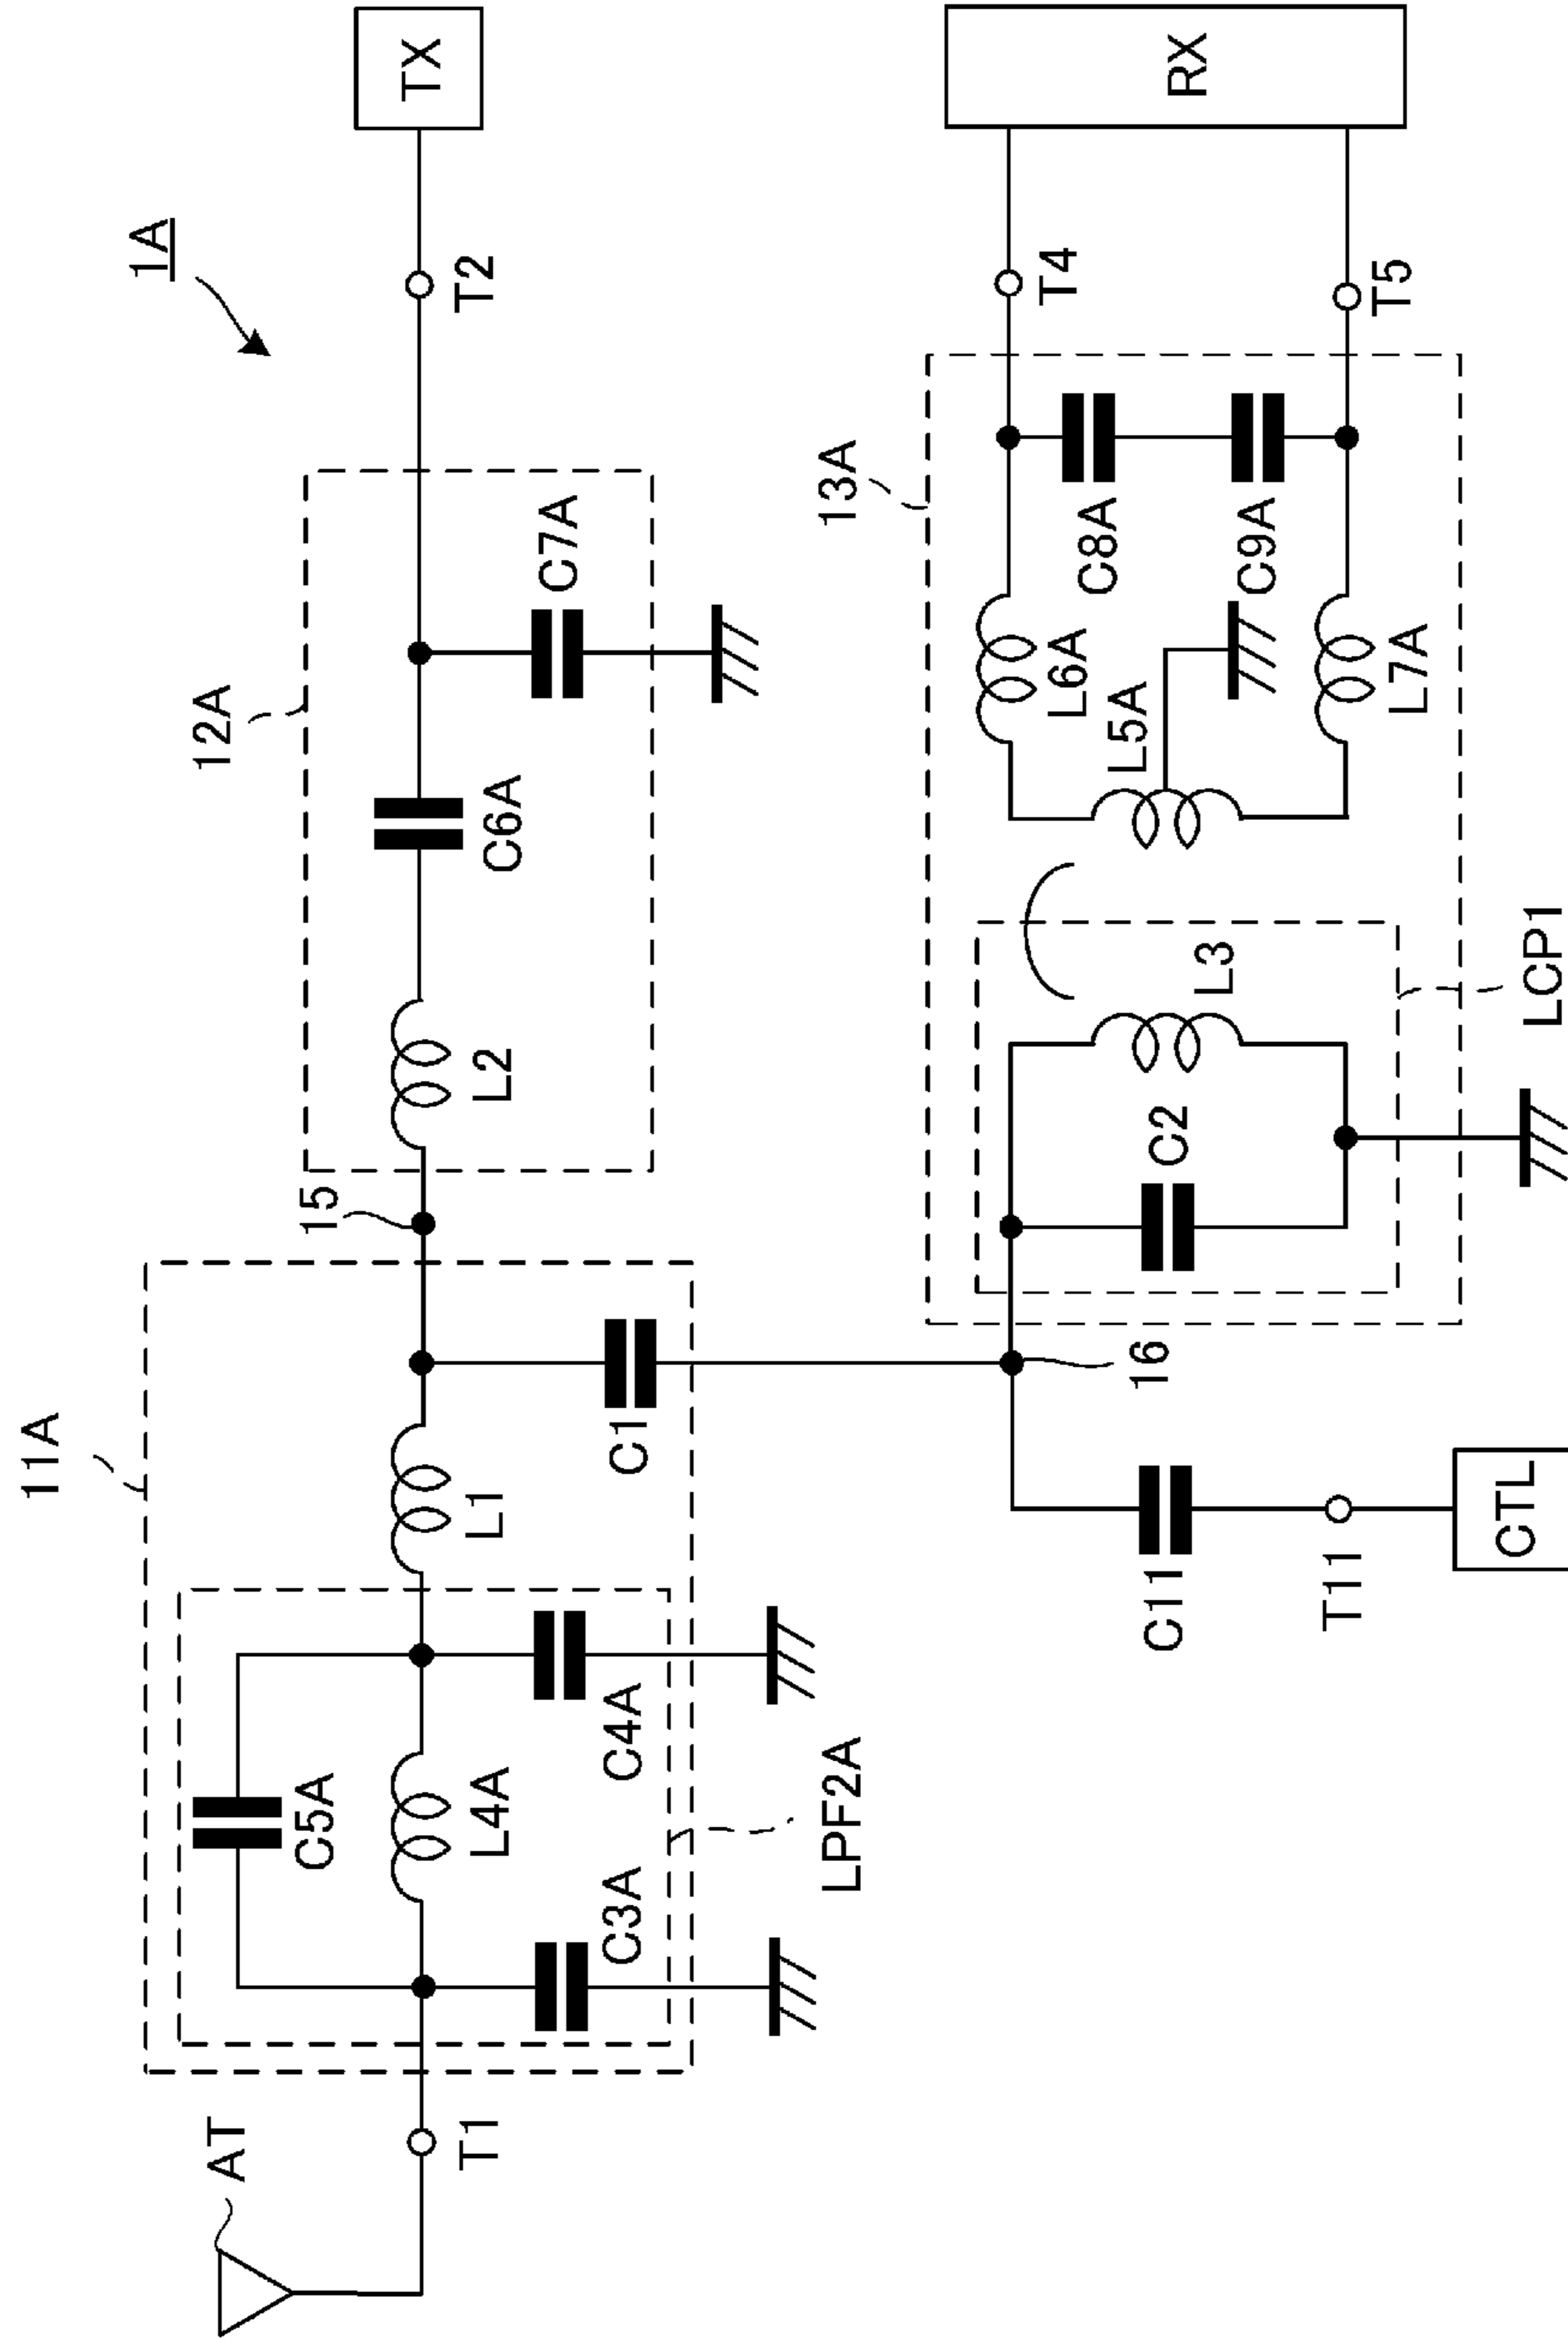 1A
11A
12A
13A
AT
T1
C5A
L4A
C3A
C4A
LPF2A
L1
C1
15
L2
C6A
C7A
T2
TX
16
C11
T11
CTL
C2
L3
LCP1
L5A
L6A
L7A
C8A
C9A
T4
T5
RX